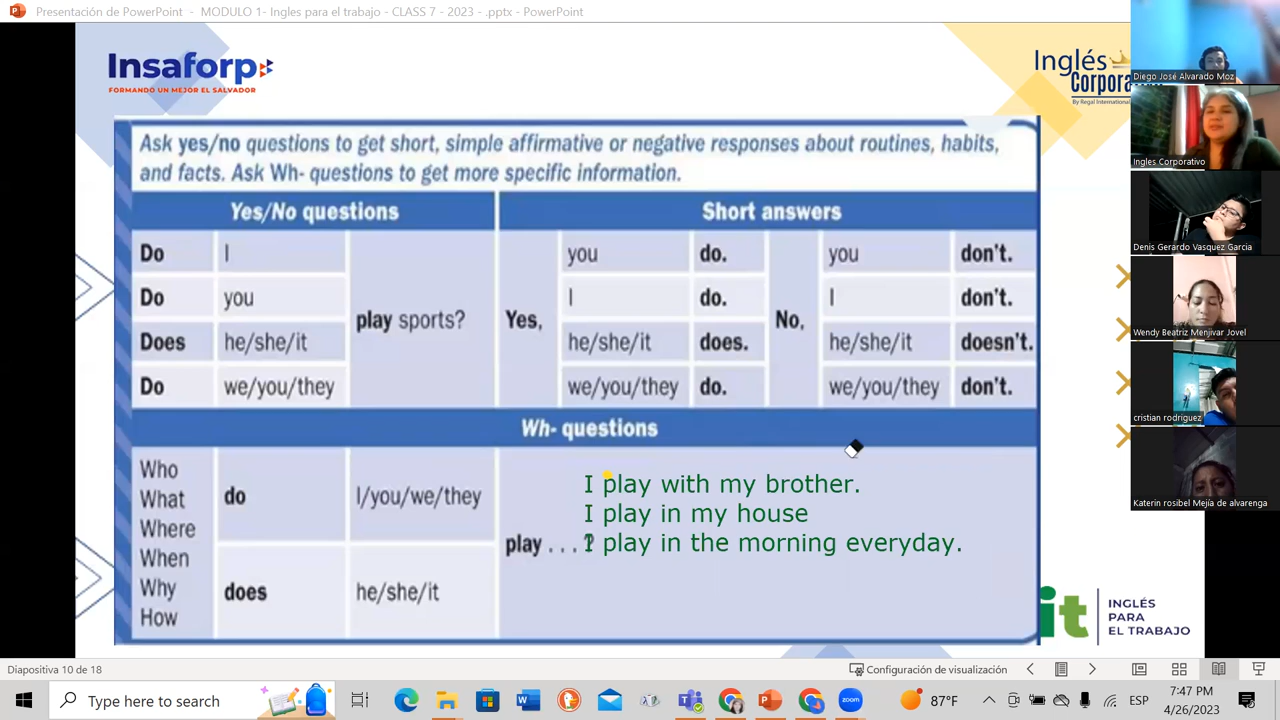 Presentación de PowerPoint - MODULO 1- Ingles para el trabajo - CLASS 7 - 2023 - .pptx - PowerPoint
Insaforp
FORMANDO UN MEJOR EL SALVADOR
Inglés
Corpora
By Regal International
Ask yes/no questions to get short, simple affirmative or negative responses about routines, habits,
and facts. Ask Wh- questions to get more specific information.
Yes/No questions Short answers
Do I you do. you don't.
Do you I do. I don't.
play sports? Yes, No,
Does he/she/it he/she/it does. he/she/it doesn't.
Do we/you/they we/you/they do. we/you/they don't.
Wh- questions
Who
What
Where
When
Why
How
do I/you/we/they
does he/she/it
play . . . ?
I play with my brother.
I play in my house
I play in the morning everyday.
it
INGLÉS
PARA
EL TRABAJO
Diego José Alvarado Moz
Ingles Corporativo
Denis Gerardo Vasquez Garcia
Wendy Beatriz Menjivar Jovel
cristian rodriguez
Katerin rosibel Mejía de alvarenga
Diapositiva 10 de 18
Configuración de visualización
Type here to search
zoom
87°F
ESP
7:47 PM
4/26/2023